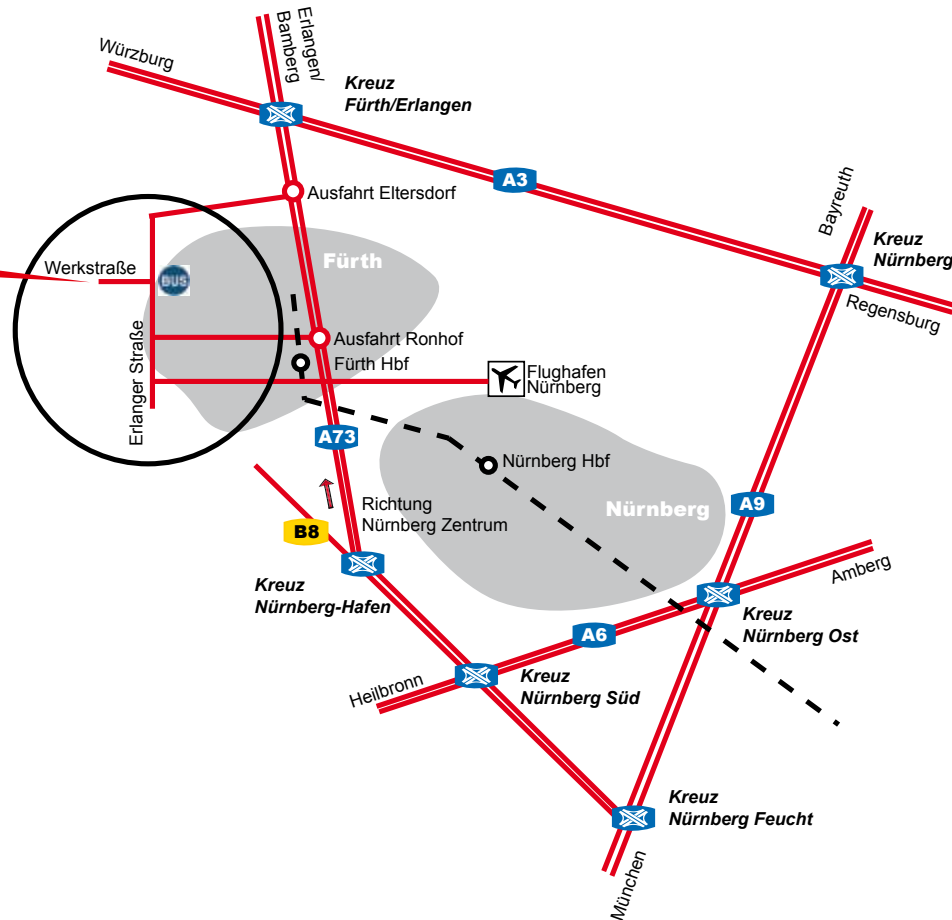 Erlangen/
Bamberg
Würzburg
Kreuz
Fürth/Erlangen
A3
Bayreuth
Ausfahrt Eltersdorf
Kreuz
Nürnberg
Fürth
Werkstraße
BUS
Regensburg
Erlanger Straße
Ausfahrt Ronhof
Fürth Hbf
Flughafen
Nürnberg
A73
Nürnberg Hbf
Richtung
Nürnberg Zentrum
Nürnberg
A9
B8
Kreuz
Nürnberg-Hafen
Amberg
Kreuz
Nürnberg Ost
A6
Heilbronn
Kreuz
Nürnberg Süd
Kreuz
Nürnberg Feucht
München